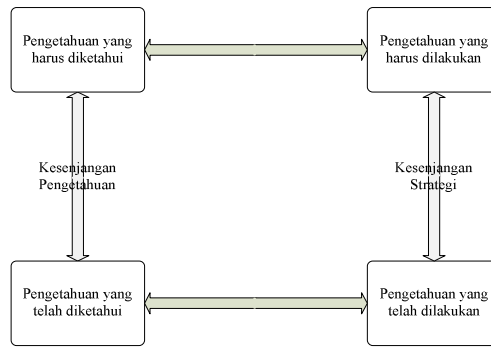 Pengetahuan yang
harus diketahui
Pengetahuan yang
harus dilakukan
Kesenjangan
Pengetahuan
Kesenjangan
Strategi
Pengetahuan yang
telah diketahui
Pengetahuan yang
telah dilakukan